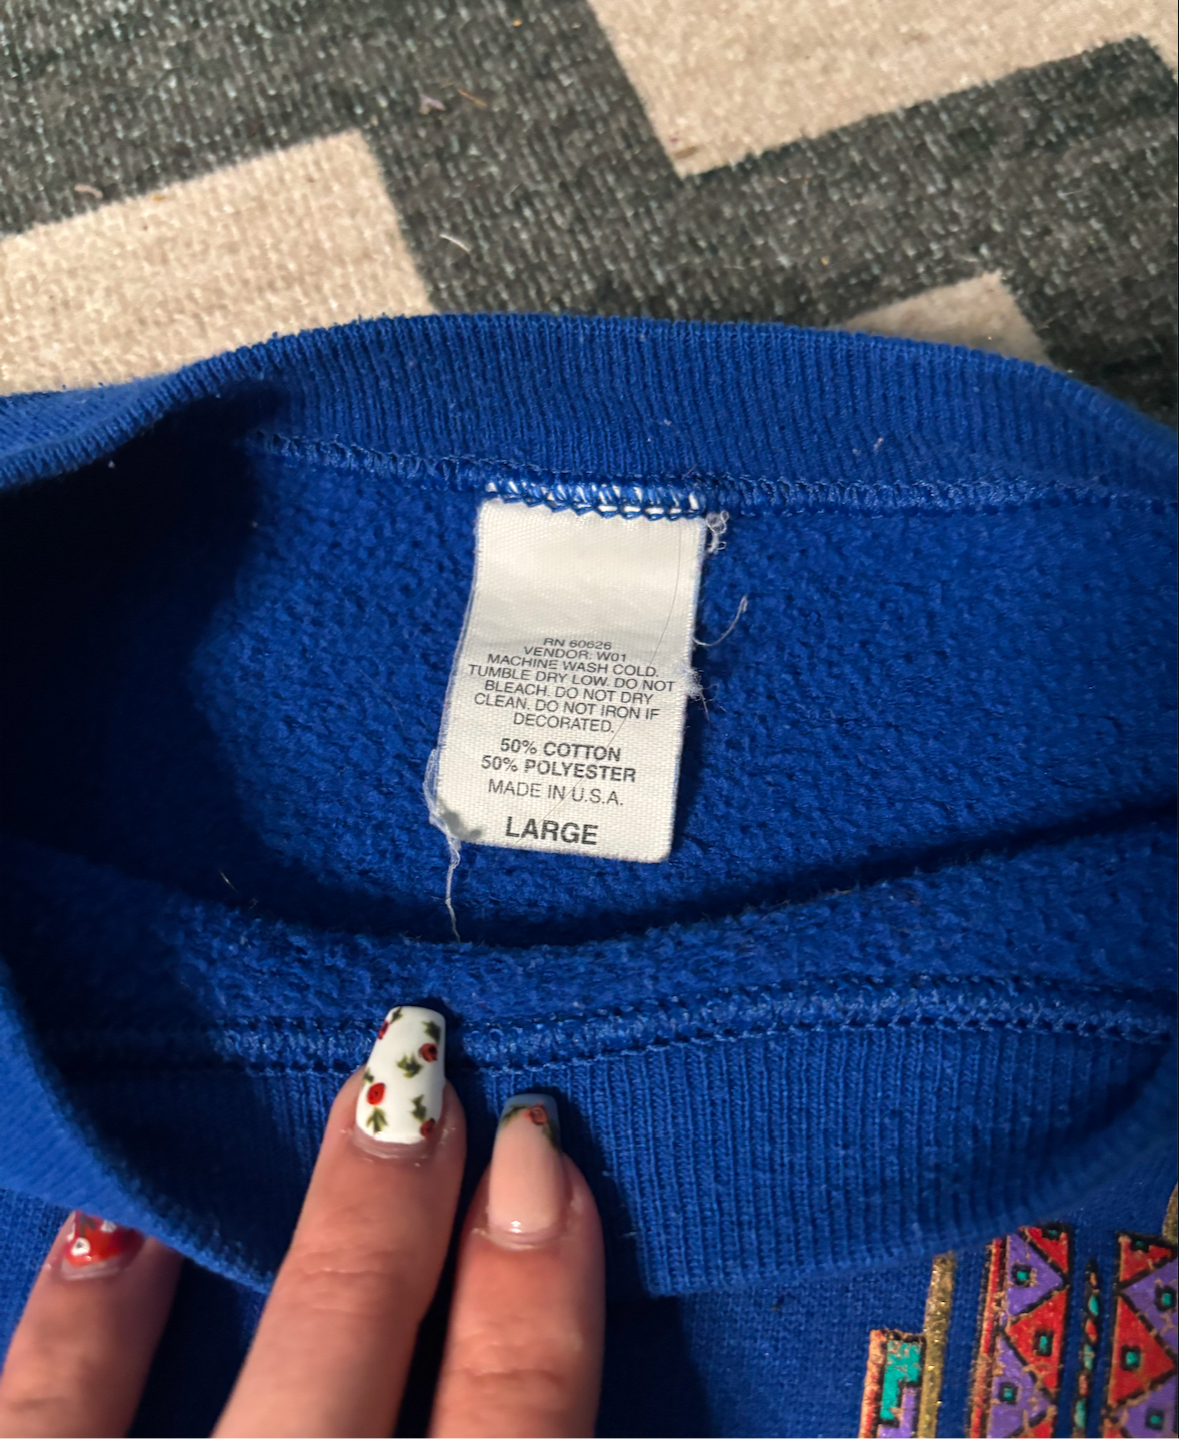 RN 60626
VENDOR: W01
MACHINE WASH COLD.
TUMBLE DRY LOW. DO NOT
BLEACH. DO NOT DRY
CLEAN. DO NOT IRON IF
DECORATED.
50% COTTON
50% POLYESTER
MADE IN U.S.A.
LARGE